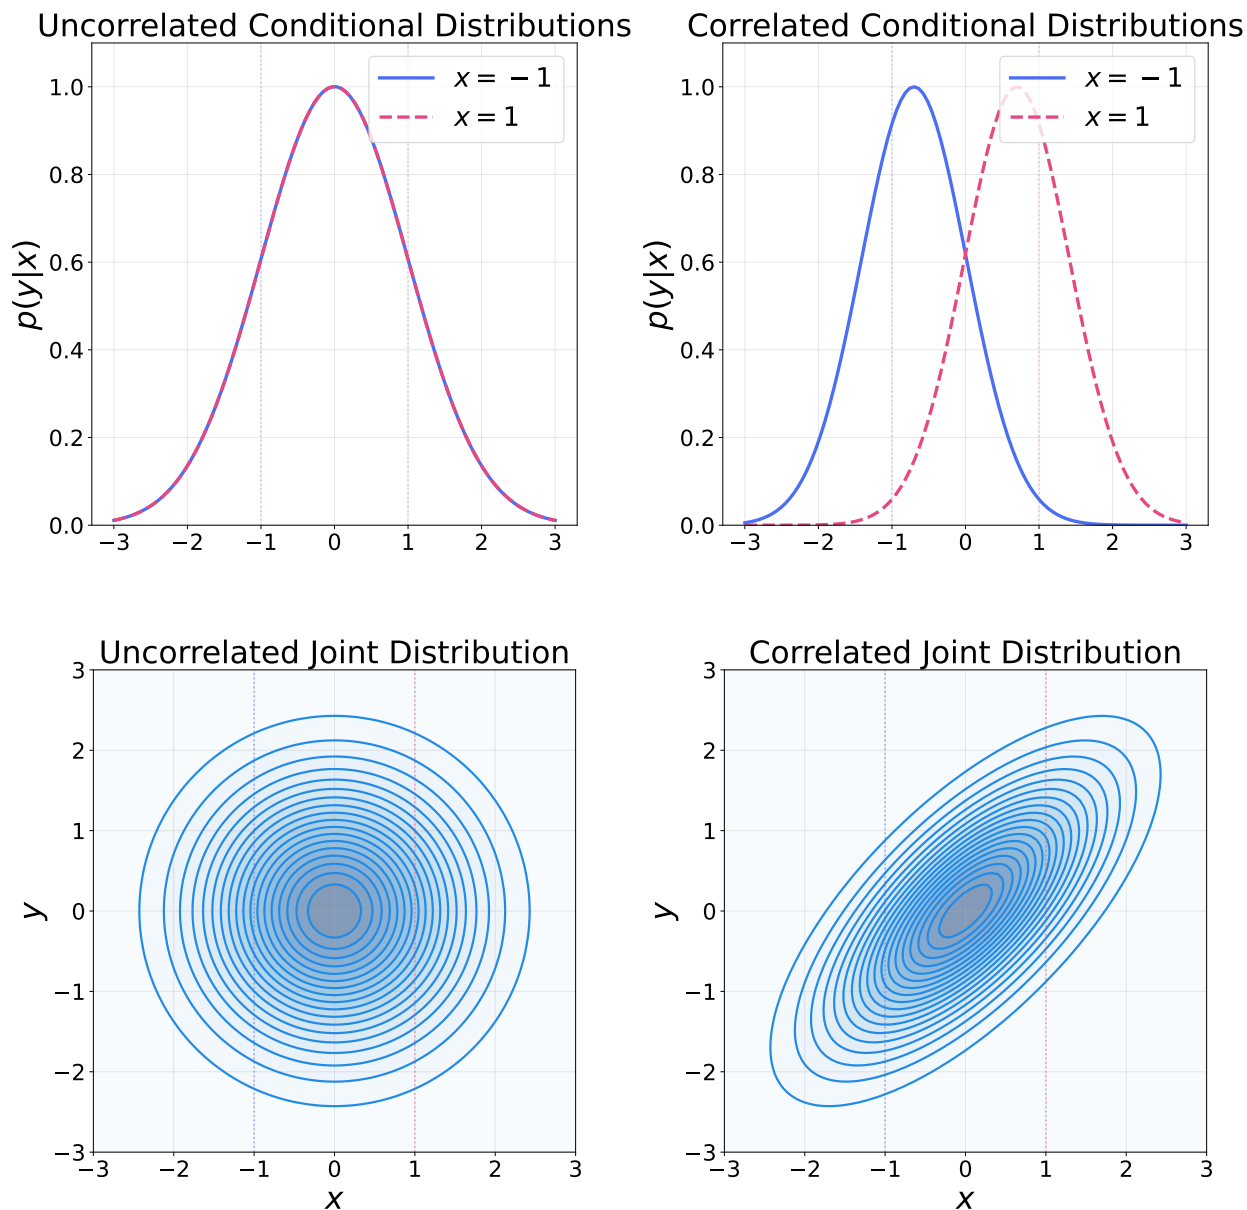 Uncorrelated Conditional Distributions
p(y|x)
1.0
0.8
0.6
0.4
0.2
0.0
x = −1
x = 1
−3 −2 −1 0 1 2 3
Correlated Conditional Distributions
p(y|x)
1.0
0.8
0.6
0.4
0.2
0.0
x = −1
x = 1
−3 −2 −1 0 1 2 3
Uncorrelated Joint Distribution
y
3
2
1
0
−1
−2
−3
−3 −2 −1 0 1 2 3
x
Correlated Joint Distribution
y
3
2
1
0
−1
−2
−3
−3 −2 −1 0 1 2 3
x